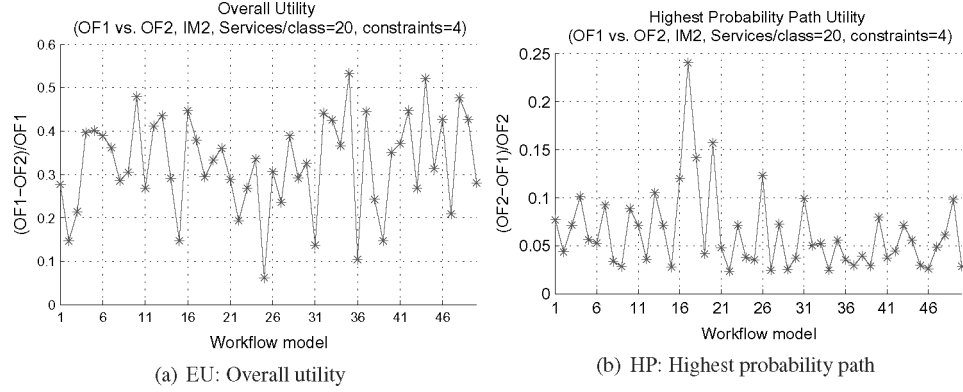 Overall Utility
(OF1 vs. OF2, IM2, Services/class=20, constraints=4)
0.6
0.5
0.4
0.3
0.2
0.1
0
(OF1−OF2)/OF1
1 6 11 16 21 26 31 36 41 46
Workflow model
(a) EU: Overall utility
Highest Probability Path Utility
(OF1 vs. OF2, IM2, Services/class=20, constraints=4)
0.25
0.2
0.15
0.1
0.05
0
(OF2−OF1)/OF2
1 6 11 16 21 26 31 36 41 46
Workflow model
(b) HP: Highest probability path